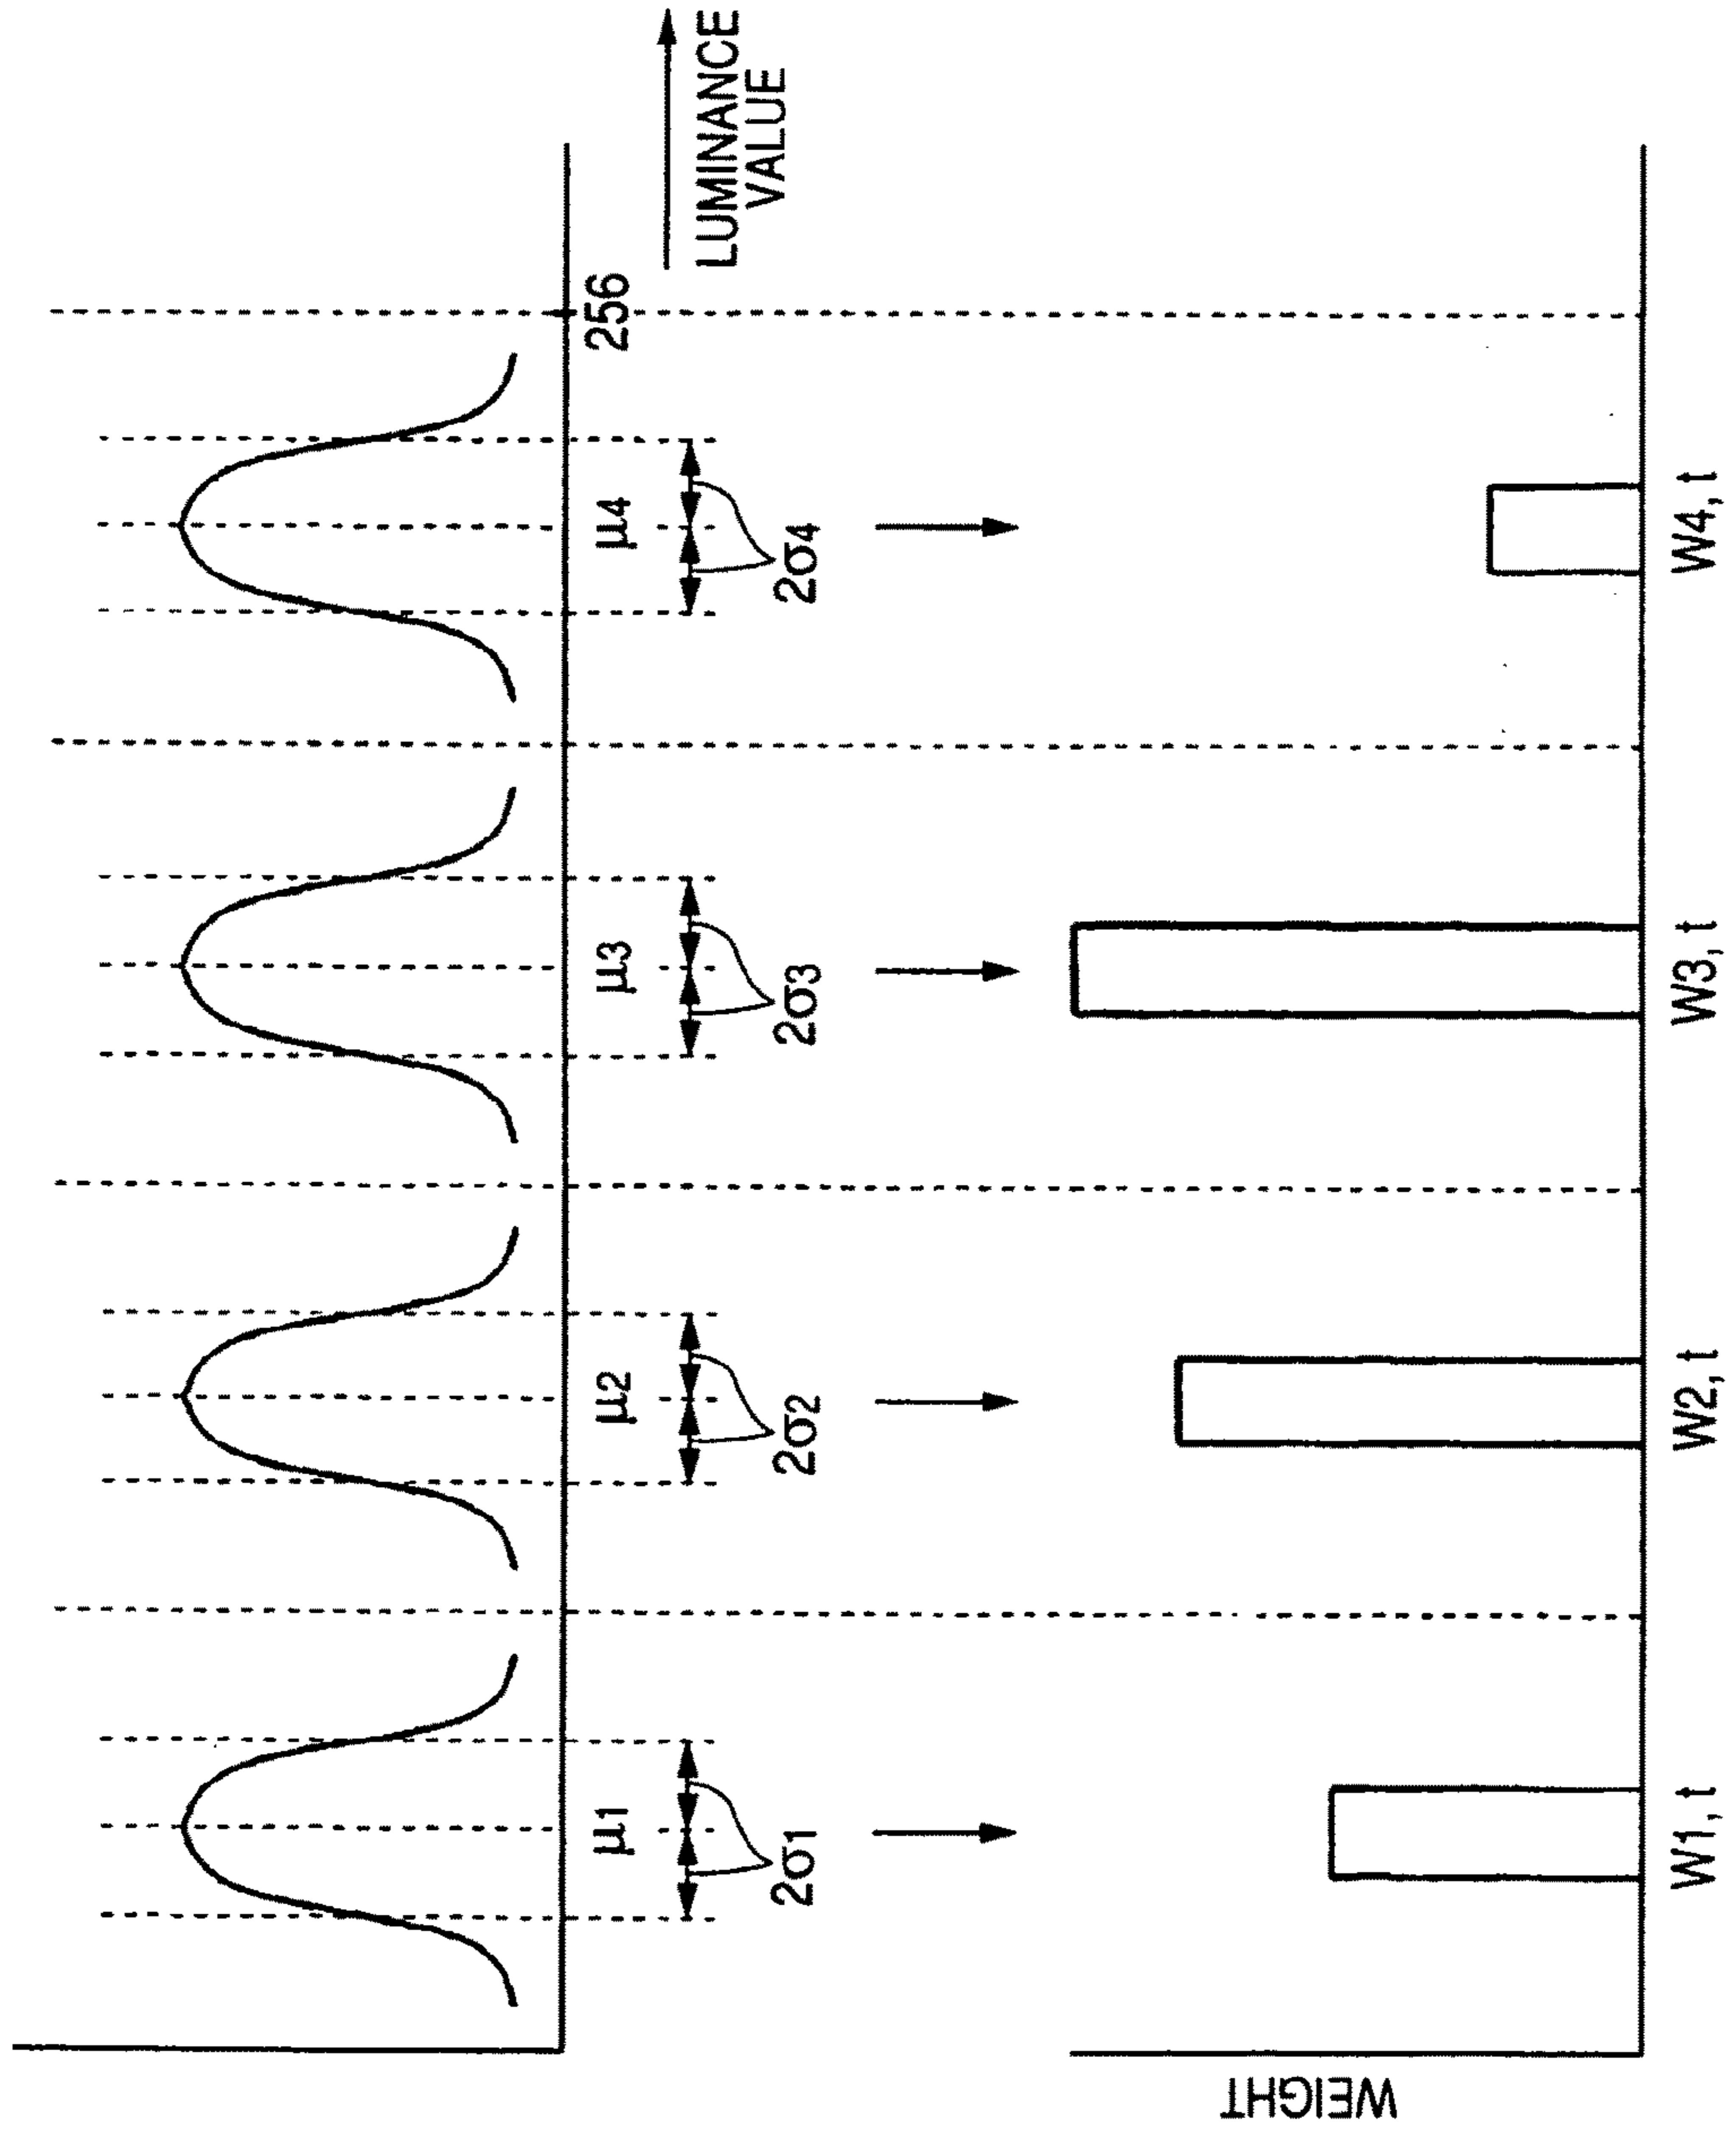 μ1
μ2
μ3
μ4
256
LUMINANCE
VALUE
2σ1
2σ2
2σ3
2σ4
WEIGHT
W1, t
W2, t
W3, t
W4, t